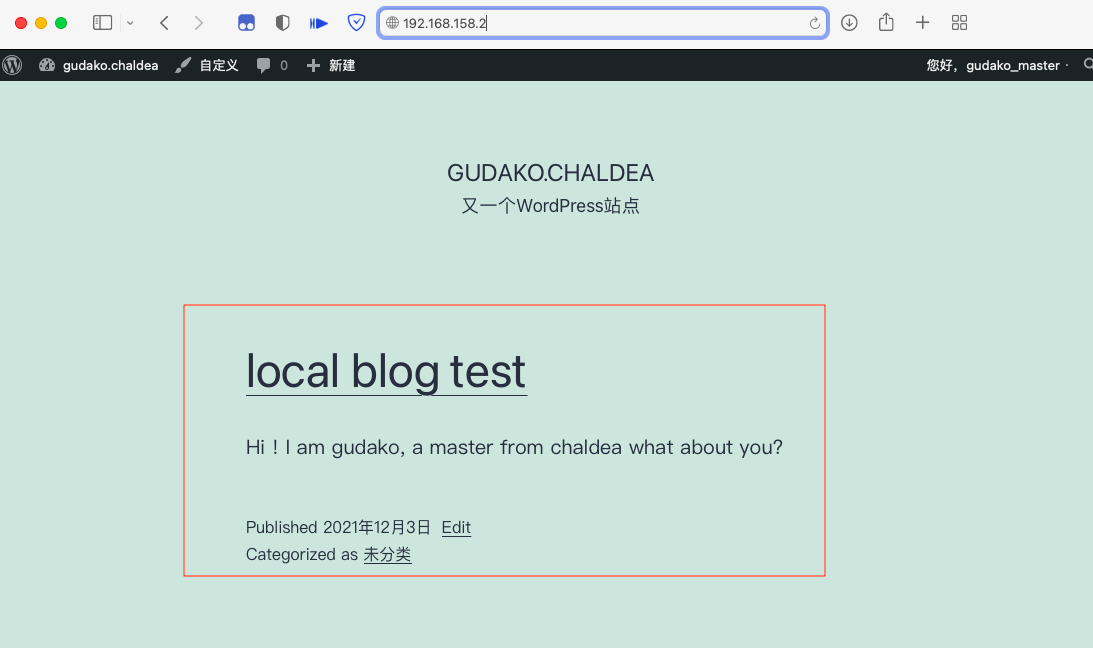 192.168.158.2
gudako.chaldea 自定义 0 新建 您好，gudako_master
GUDAKO.CHALDEA
又一个WordPress站点
local blog test
Hi！I am gudako, a master from chaldea what about you?
Published 2021年12月3日 Edit
Categorized as 未分类